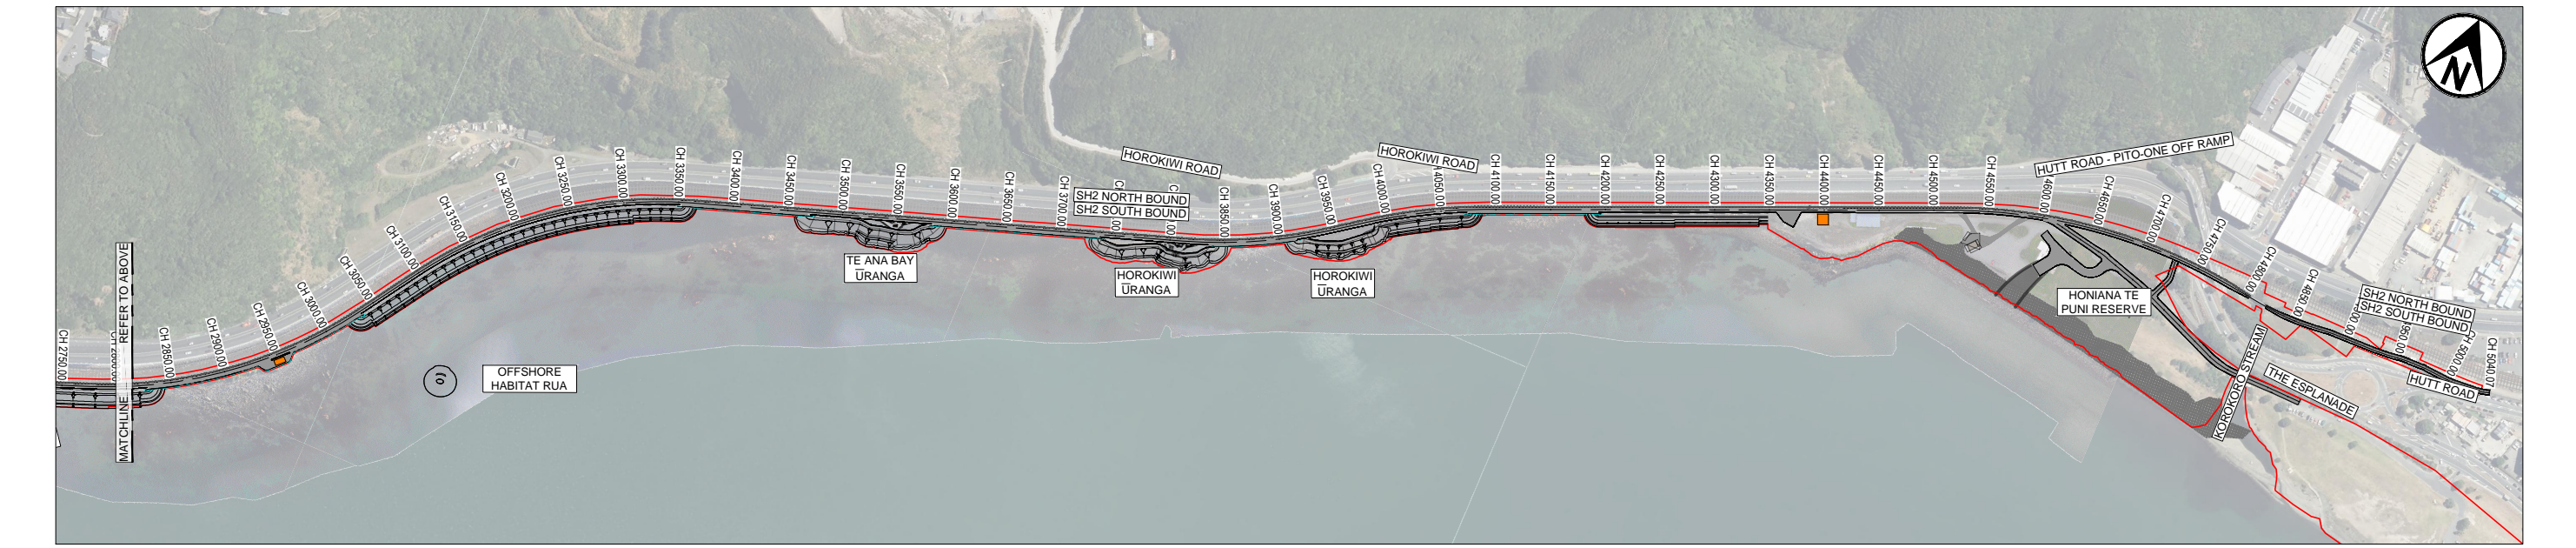 N
HOROKIWI ROAD
HOROKIWI ROAD
HUTT ROAD - PITO-ONE OFF RAMP
CH 2750.00
CH 2850.00
CH 2900.00
CH 2950.00
CH 3000.00
CH 3050.00
CH 3100.00
CH 3150.00
CH 3200.00
CH 3250.00
CH 3300.00
CH 3350.00
CH 3400.00
CH 3450.00
CH 3500.00
CH 3550.00
CH 3600.00
CH 3650.00
CH 3700.00
SH2 NORTH BOUND
SH2 SOUTH BOUND
CH 3850.00
CH 3900.00
CH 3950.00
CH 4000.00
CH 4050.00
CH 4100.00
CH 4150.00
CH 4200.00
CH 4250.00
CH 4300.00
CH 4350.00
CH 4400.00
CH 4450.00
CH 4500.00
CH 4550.00
CH 4600.00
CH 4650.00
CH 4700.00
CH 4750.00
CH 4800.00
CH 4850.00
SH2 NORTH BOUND
SH2 SOUTH BOUND
CH 5000.00
CH 5040.07
MATCHLINE
REFER TO ABOVE
OFFSHORE
HABITAT RUA
TE ANA BAY
ŪRANGA
HOROKIWI
ŪRANGA
HOROKIWI
ŪRANGA
HONIANA TE
PUNI RESERVE
KOROKORO STREAM
THE ESPLANADE
HUTT ROAD